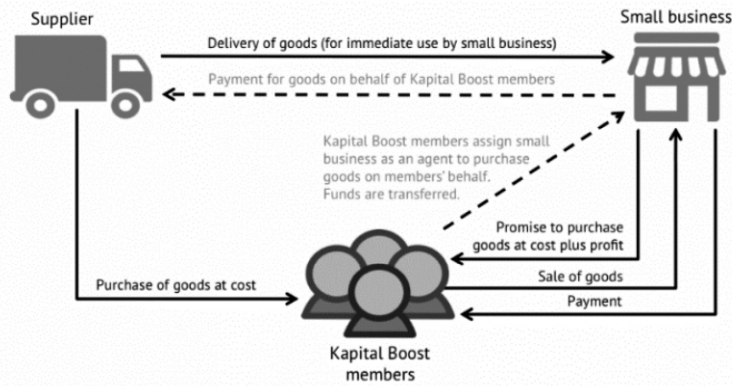 Supplier
Small business
Delivery of goods (for immediate use by small business)
Payment for goods on behalf of Kapital Boost members
Kapital Boost members assign small
business as an agent to purchase
goods on members' behalf.
Funds are transferred.
Promise to purchase
goods at cost plus profit
Purchase of goods at cost
Sale of goods
Payment
Kapital Boost
members